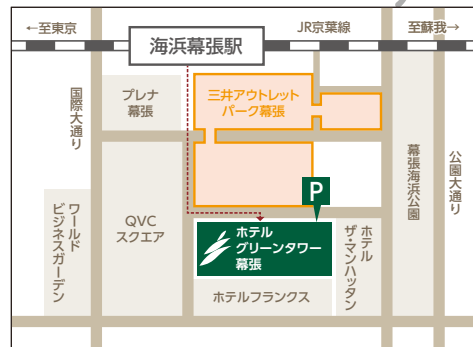 ←至東京
海浜幕張駅
JR京葉線
至蘇我→
国際大通り
プレナ
幕張
三井アウトレット
パーク幕張
幕張海浜公園
公園大通り
P
ワールド
ビジネスガーデン
QVC
スクエア
ホテル
グリーンタワー
幕張
ホテル
ザ・マンハッタン
ホテルフランクス